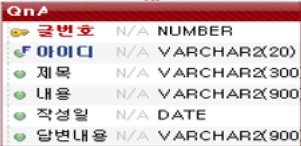 QnA
글번호 N/A NUMBER
아이디 N/A VARCHAR2(20)
제목 N/A VARCHAR2(300
내용 N/A VARCHAR2(900
작성일 N/A DATE
답변내용 N/A VARCHAR2(900